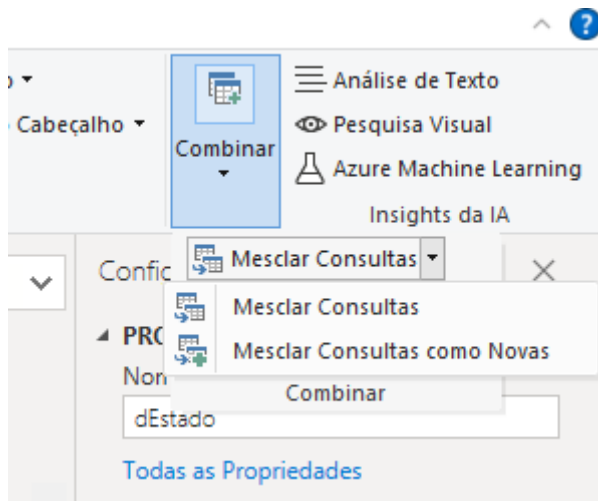 ?
Cabeçalho
Combinar
Análise de Texto
Pesquisa Visual
Azure Machine Learning
Insights da IA
Mesclar Consultas
Mesclar Consultas
Mesclar Consultas como Novas
Combinar
dEstado
Todas as Propriedades